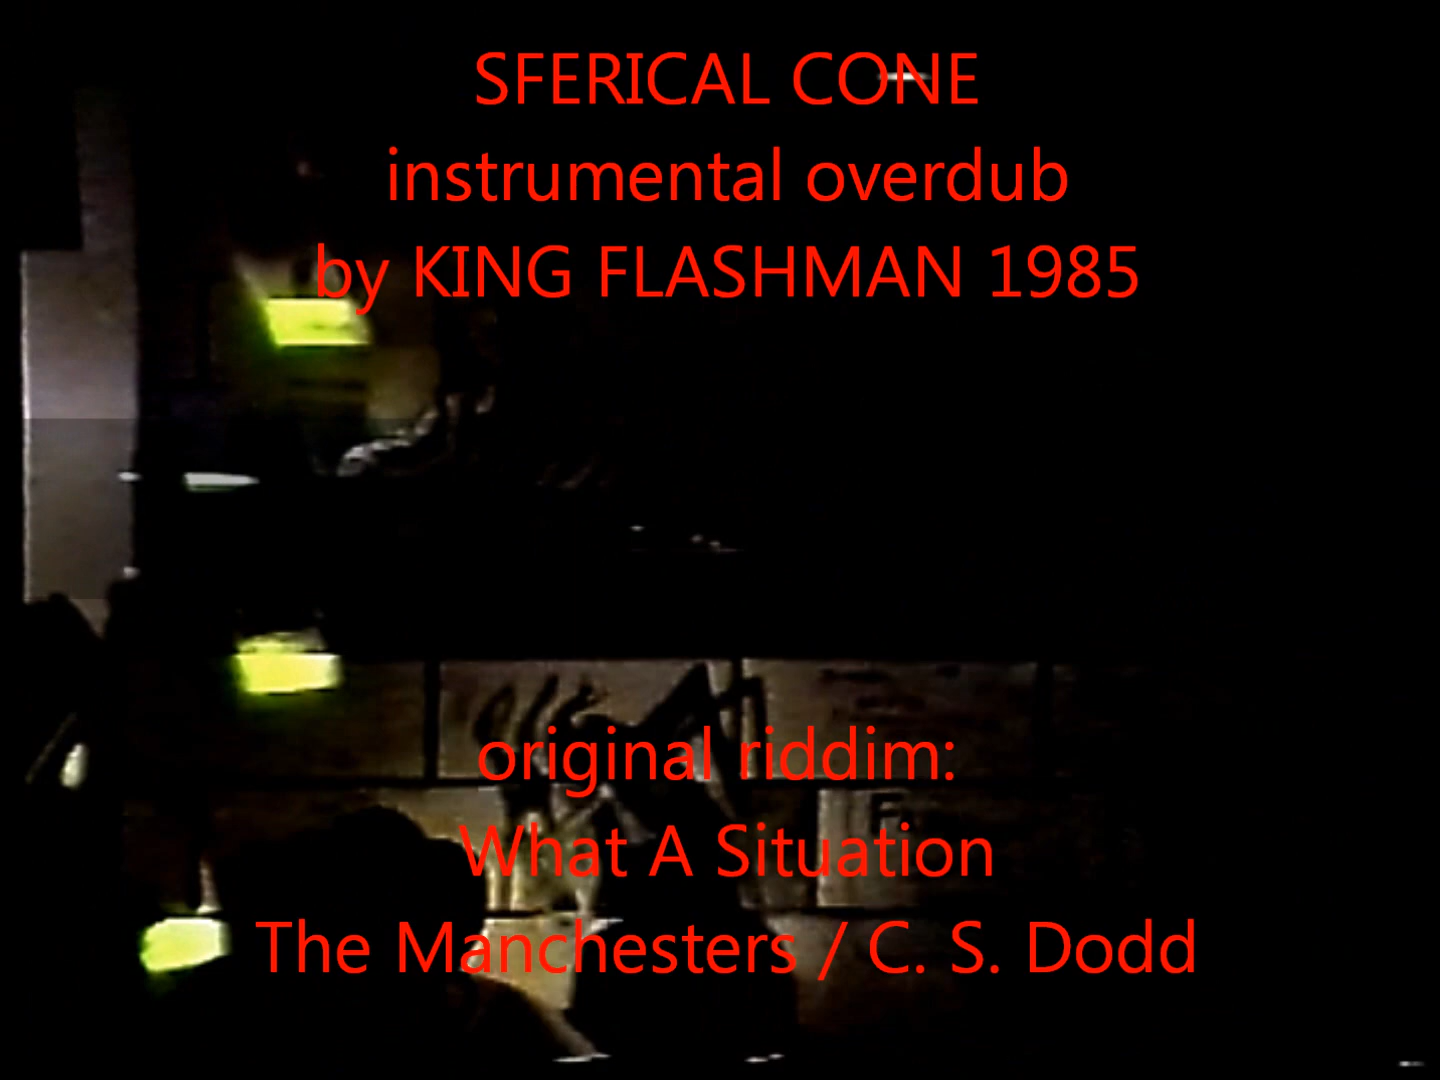 SFERICAL CONE
instrumental overdub
by KING FLASHMAN 1985
original riddim:
What A Situation
The Manchesters / C. S. Dodd